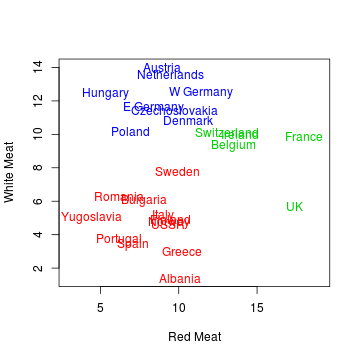 14
Austria
Netherlands
Hungary
W Germany
12
E Germany
Czechoslovakia
Denmark
Poland
Switzerland
Ireland
France
10
Belgium
White Meat
8
Sweden
Romania
Bulgaria
6
UK
Yugoslavia
Italy
Finland
Norway
USSR
4
Portugal
Spain
Greece
2
Albania
5 10 15
Red Meat